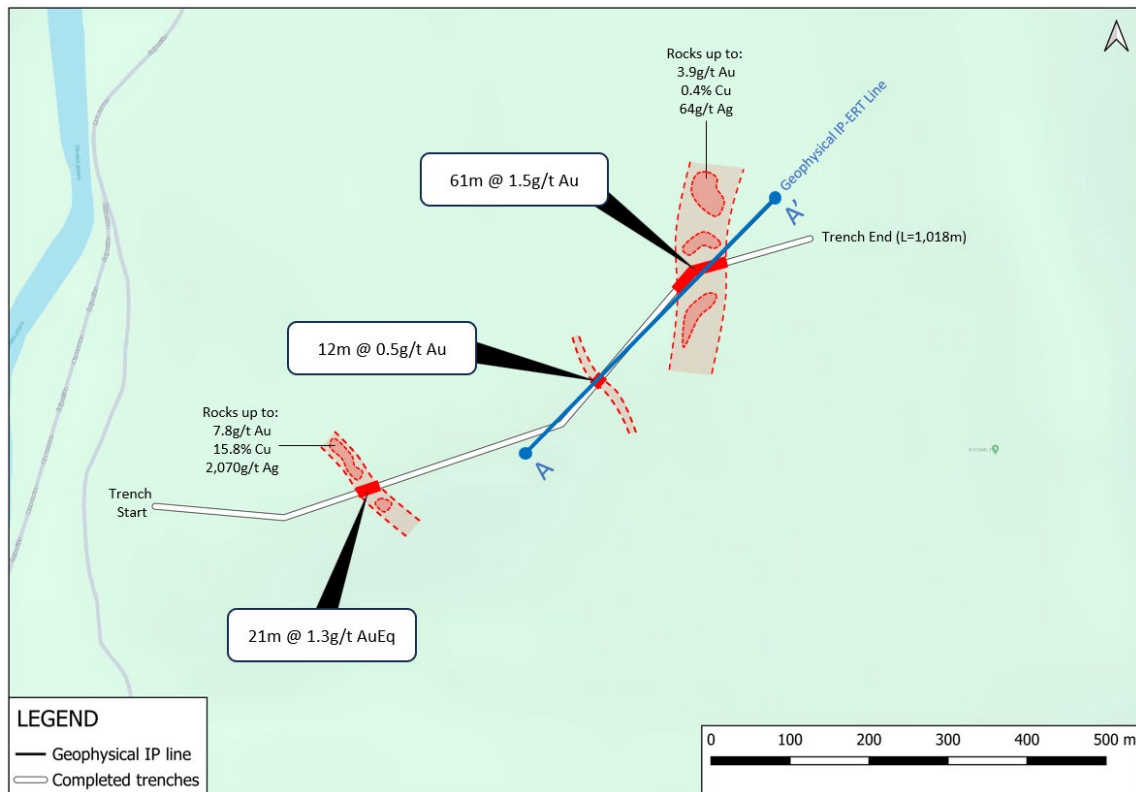 Rocks up to:
3.9g/t Au
0.4% Cu
64g/t Ag
Geophysical IP-ERT Line
61m @ 1.5g/t Au
A'
Trench End (L=1,018m)
12m @ 0.5g/t Au
Rocks up to:
7.8g/t Au
15.8% Cu
2,070g/t Ag
A
Trench
Start
21m @ 1.3g/t AuEq
LEGEND
Geophysical IP line
Completed trenches
0 100 200 300 400 500 m